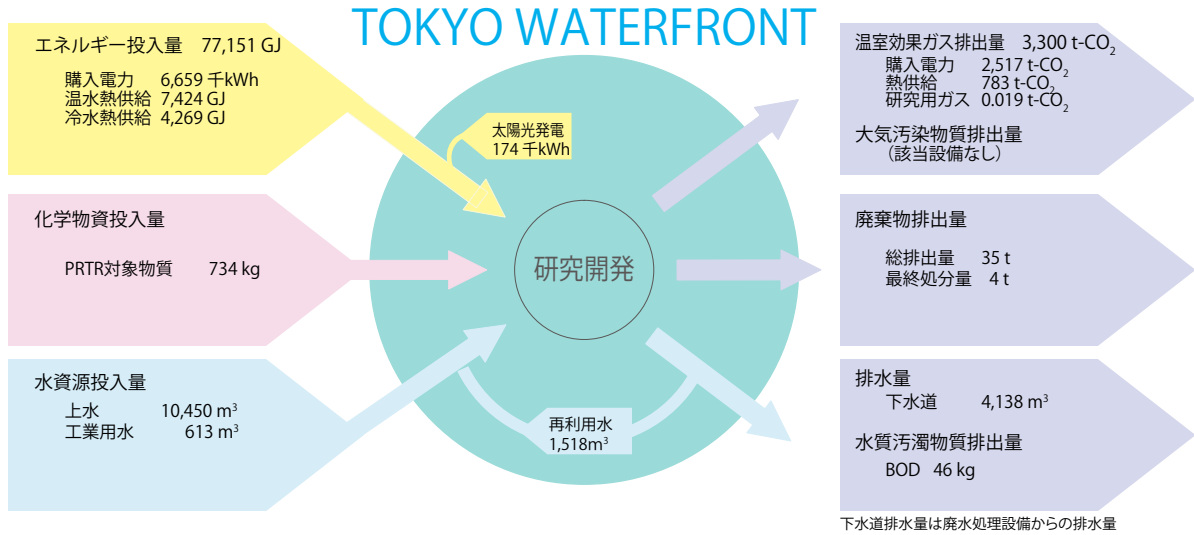 TOKYO WATERFRONT
エネルギー投入量 77,151 GJ
購入電力 6,659 千kWh
温水熱供給 7,424 GJ
冷水熱供給 4,269 GJ
太陽光発電
174 千kWh
化学物資投入量
PRTR対象物質 734 kg
水資源投入量
上水 10,450 m³
工業用水 613 m³
研究開発
再利用水
1,518m³
温室効果ガス排出量 3,300 t-CO₂
購入電力 2,517 t-CO₂
熱供給 783 t-CO₂
研究用ガス 0.019 t-CO₂
大気汚染物質排出量
（該当設備なし）
廃棄物排出量
総排出量 35 t
最終処分量 4 t
排水量
下水道 4,138 m³
水質汚濁物質排出量
BOD 46 kg
下水道排水量は廃水処理設備からの排水量